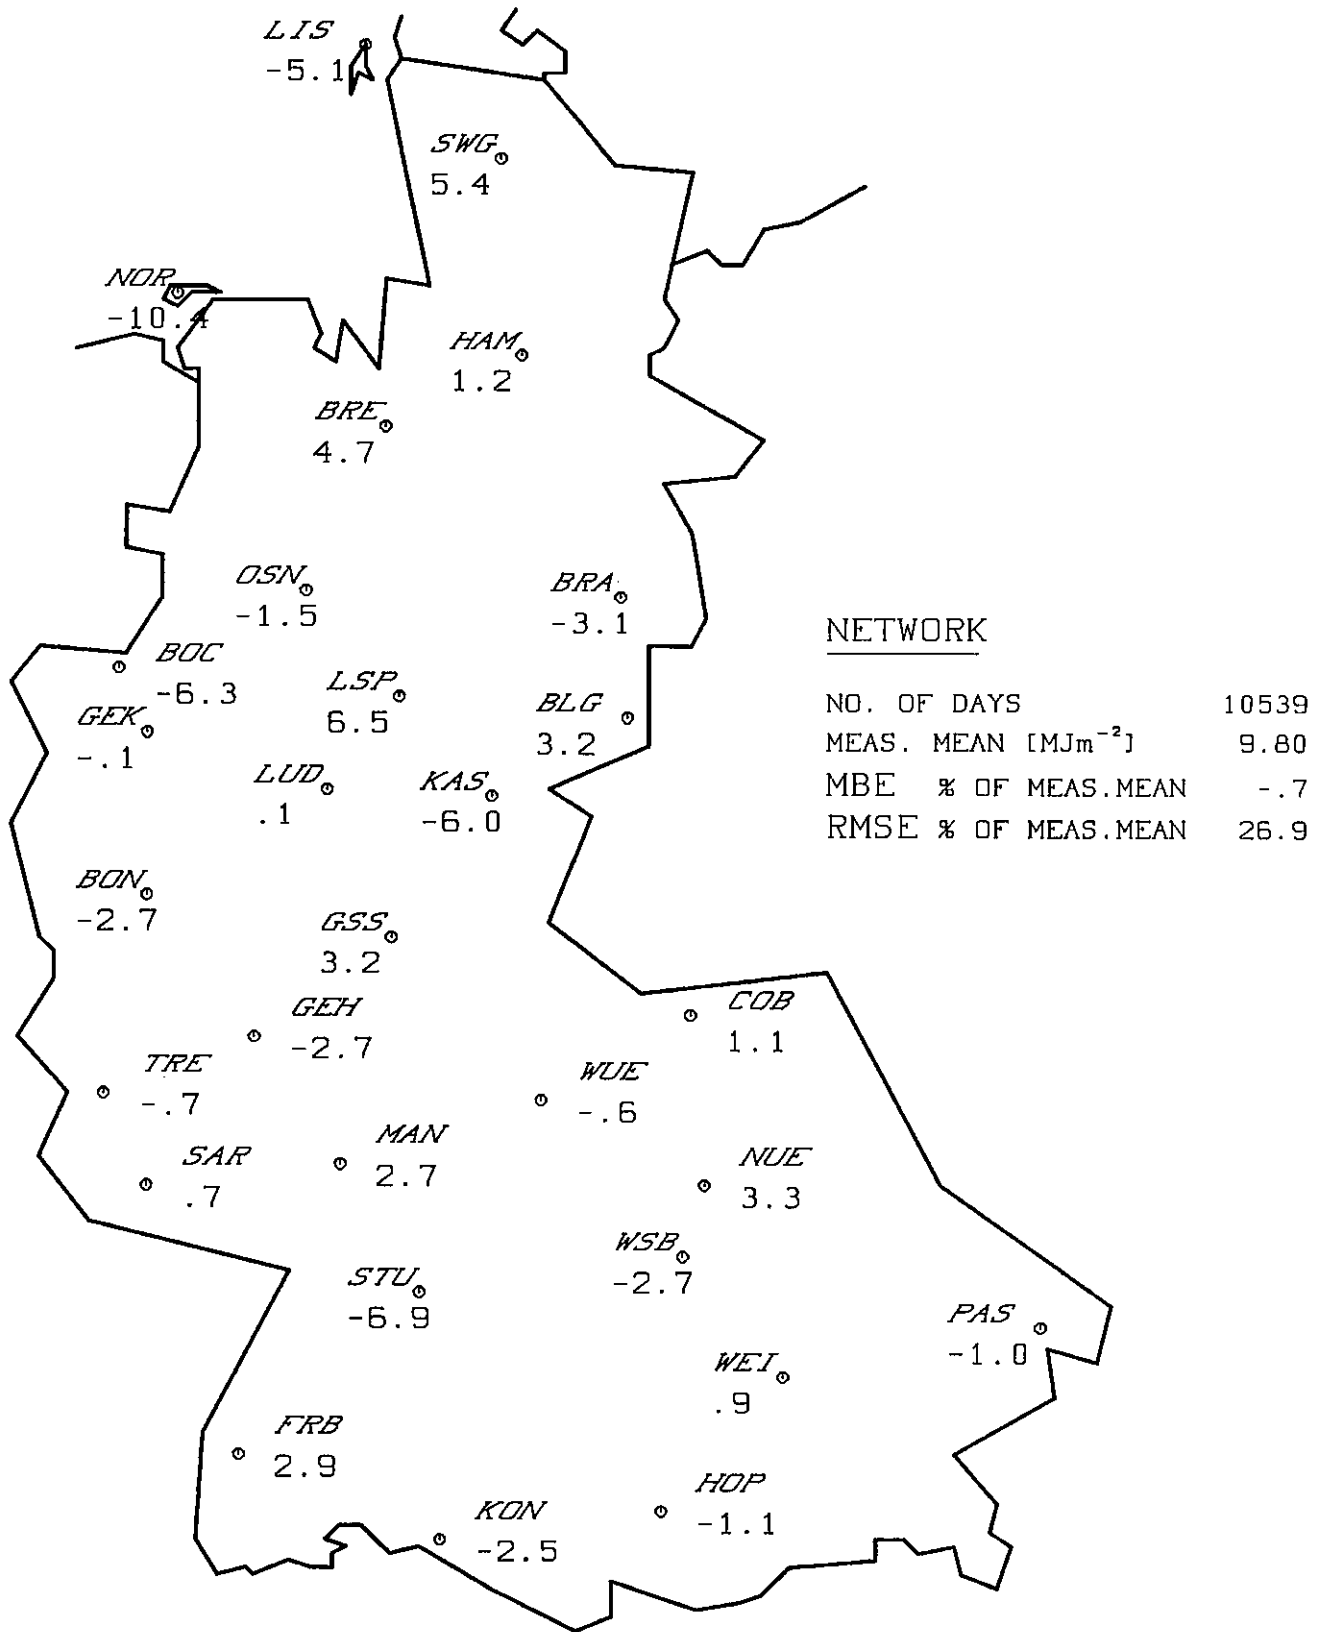 LIS
-5.1
SWG
5.4
NOR
-10.4
HAM
1.2
BRE
4.7
OSN
-1.5
BRA
-3.1
BOC
-6.3
LSP
6.5
GEK
-.1
BLG
3.2
LUD
.1
KAS
-6.0
NETWORK
NO. OF DAYS 10539
MEAS. MEAN [MJm⁻²] 9.80
MBE % OF MEAS.MEAN -.7
RMSE % OF MEAS.MEAN 26.9
BON
-2.7
GSS
3.2
GEH
-2.7
COB
1.1
TRE
-.7
WUE
-.6
MAN
2.7
SAR
.7
NUE
3.3
WSB
-2.7
STU
-6.9
PAS
-1.0
WEI
.9
FRB
2.9
HOP
-1.1
KON
-2.5